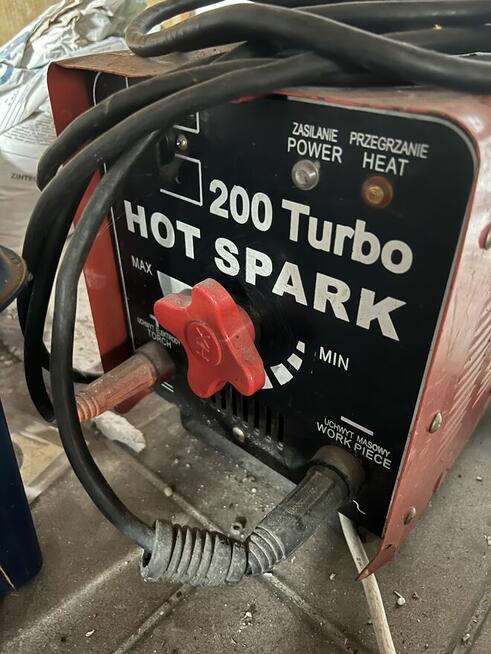 ZASILANIE
POWER
PRZEGRZANIE
HEAT
200 Turbo
HOT SPARK
MAX
MIN
UCHWYT ELEKTRODY
TORCH
UCHWYT MASOWY
WORK PIECE